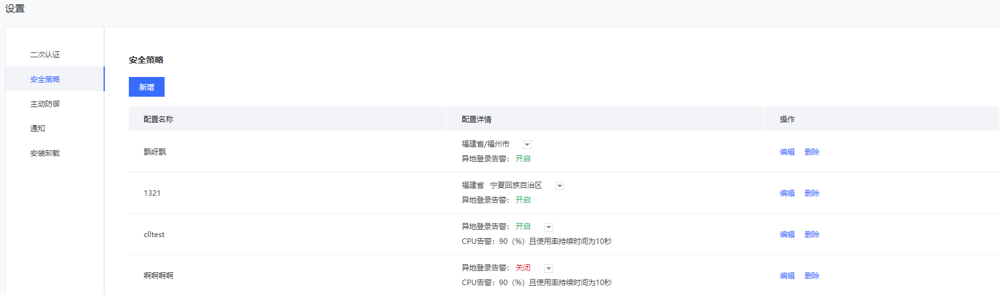 设置
二次认证
安全策略
主动防御
通知
安装卸载
安全策略
新增
配置名称 配置详情 操作
飘呀飘 福建省/福州市 编辑 删除
异地登录告警： 开启
1321 福建省 宁夏回族自治区 编辑 删除
异地登录告警： 开启
clltest 异地登录告警： 开启 编辑 删除
CPU告警：90（%）且使用率持续时间为10秒
啊啊啊啊 异地登录告警： 关闭 编辑 删除
CPU告警：90（%）且使用率持续时间为10秒